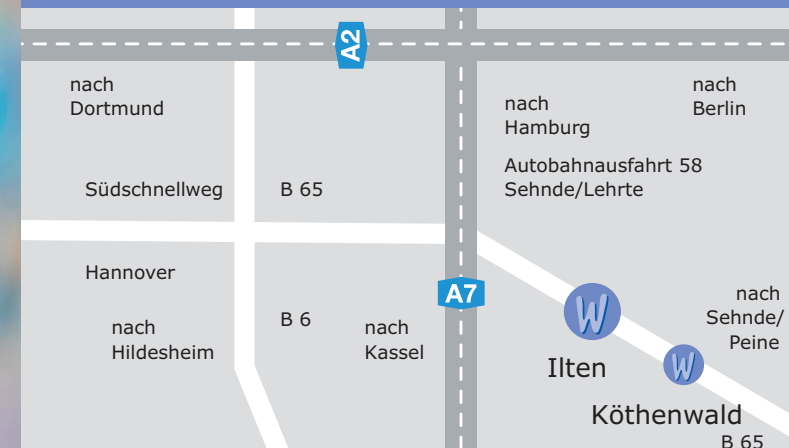 A2
nach
Dortmund
nach
Hamburg
nach
Berlin
Autobahnausfahrt 58
Sehnde/Lehrte
Südschnellweg
B 65
Hannover
A7
nach
Hildesheim
B 6
nach
Kassel
W
nach
Sehnde/
Peine
Ilten
W
Köthenwald
B 65